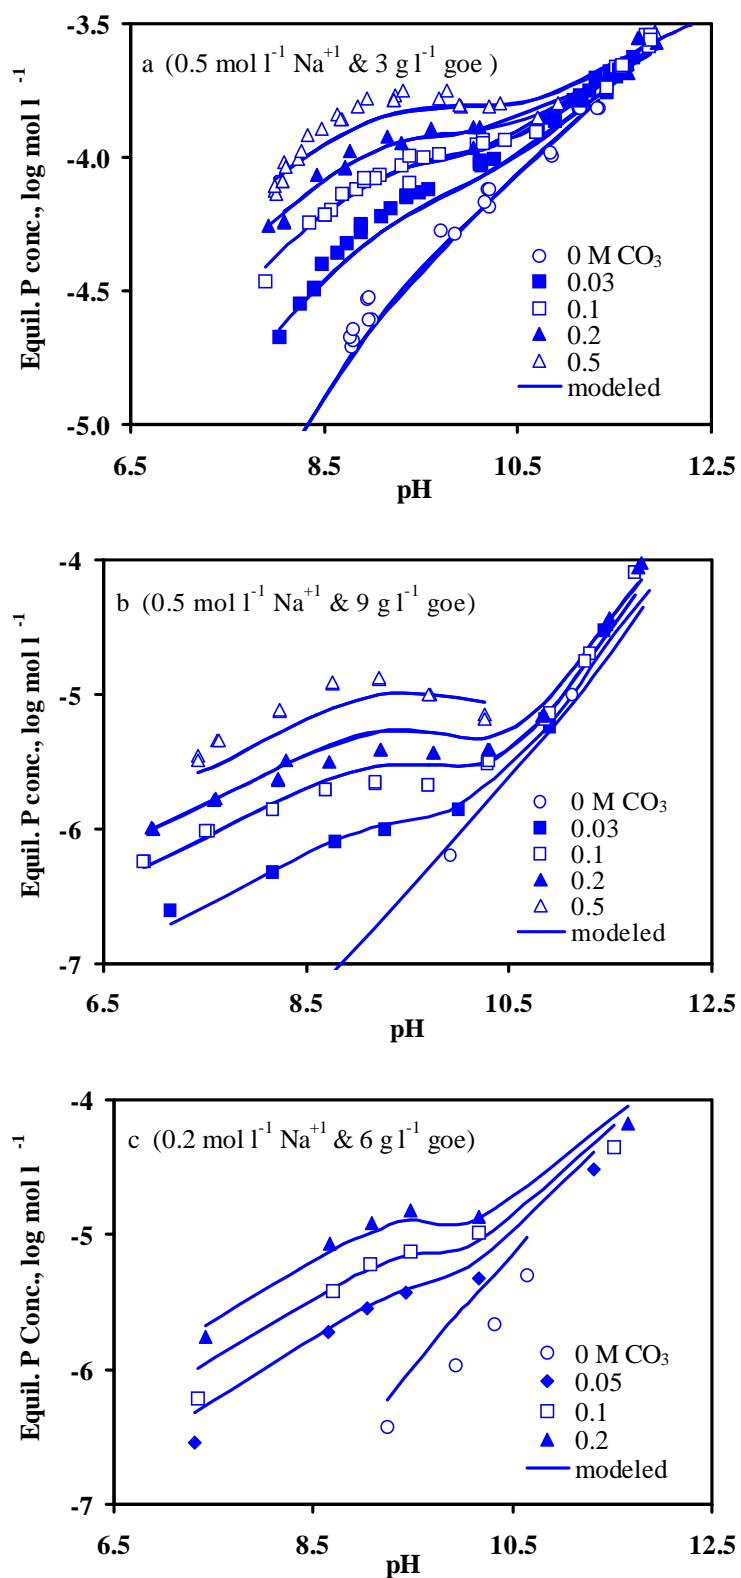 -3.5
a (0.5 mol l⁻¹ Na⁺¹ & 3 g l⁻¹ goe )
-4.0
-4.5
-5.0
Equil. P conc., log mol l ⁻¹
0 M CO₃
0.03
0.1
0.2
0.5
modeled
6.5 8.5 10.5 12.5
pH
-4
b (0.5 mol l⁻¹ Na⁺¹ & 9 g l⁻¹ goe)
-5
-6
-7
Equil. P conc., log mol l ⁻¹
0 M CO₃
0.03
0.1
0.2
0.5
modeled
6.5 8.5 10.5 12.5
pH
-4
c (0.2 mol l⁻¹ Na⁺¹ & 6 g l⁻¹ goe)
-5
-6
-7
Equil. P Conc., log mol l ⁻¹
0 M CO₃
0.05
0.1
0.2
modeled
6.5 8.5 10.5 12.5
pH